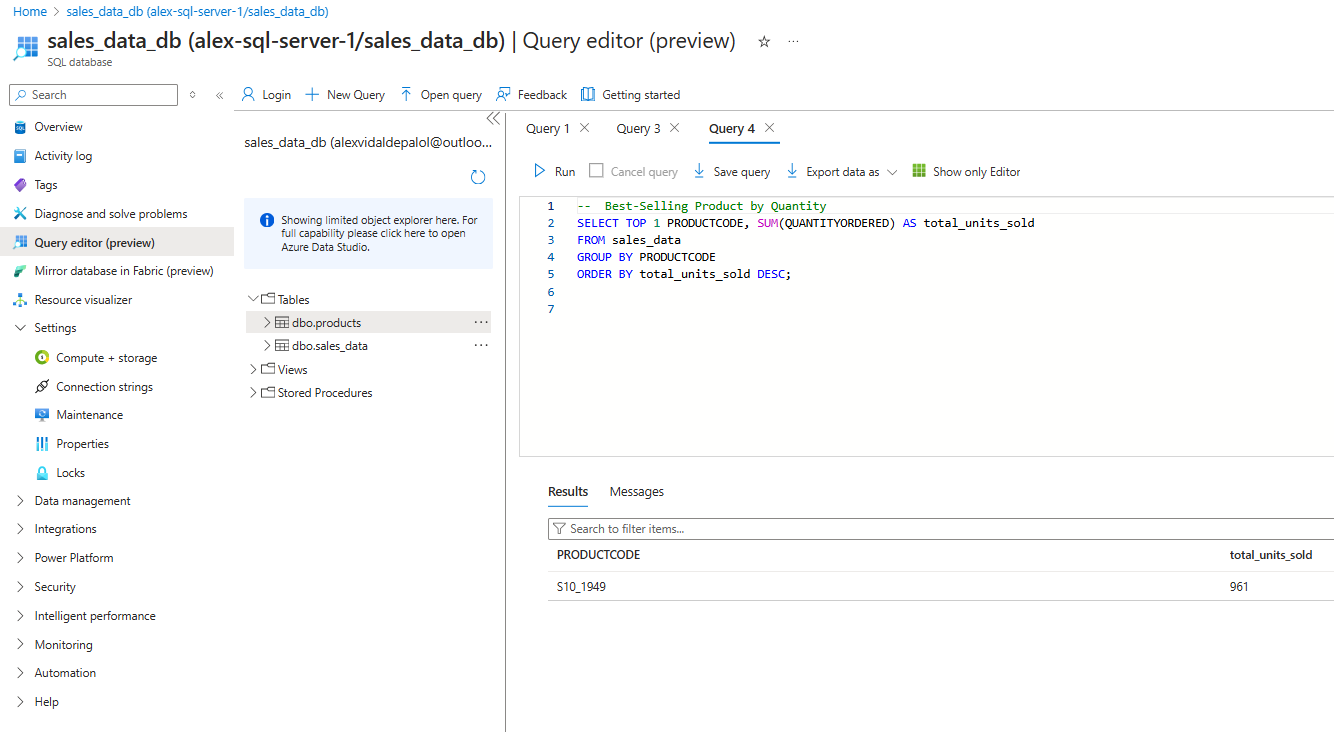 Home > sales_data_db (alex-sql-server-1/sales_data_db)
sales_data_db (alex-sql-server-1/sales_data_db) | Query editor (preview)
SQL database
Search
Login
New Query
Open query
Feedback
Getting started
Overview
Activity log
Tags
Diagnose and solve problems
Query editor (preview)
Mirror database in Fabric (preview)
Resource visualizer
Settings
Compute + storage
Connection strings
Maintenance
Properties
Locks
Data management
Integrations
Power Platform
Security
Intelligent performance
Monitoring
Automation
Help
sales_data_db (alexvidaldepalol@outloo...
Showing limited object explorer here. For
full capability please click here to open
Azure Data Studio.
Tables
dbo.products
dbo.sales_data
Views
Stored Procedures
Query 1
Query 3
Query 4
Run
Cancel query
Save query
Export data as
Show only Editor
1 -- Best-Selling Product by Quantity
2 SELECT TOP 1 PRODUCTCODE, SUM(QUANTITYORDERED) AS total_units_sold
3 FROM sales_data
4 GROUP BY PRODUCTCODE
5 ORDER BY total_units_sold DESC;
6
7
Results
Messages
Search to filter items...
PRODUCTCODE total_units_sold
S10_1949 961